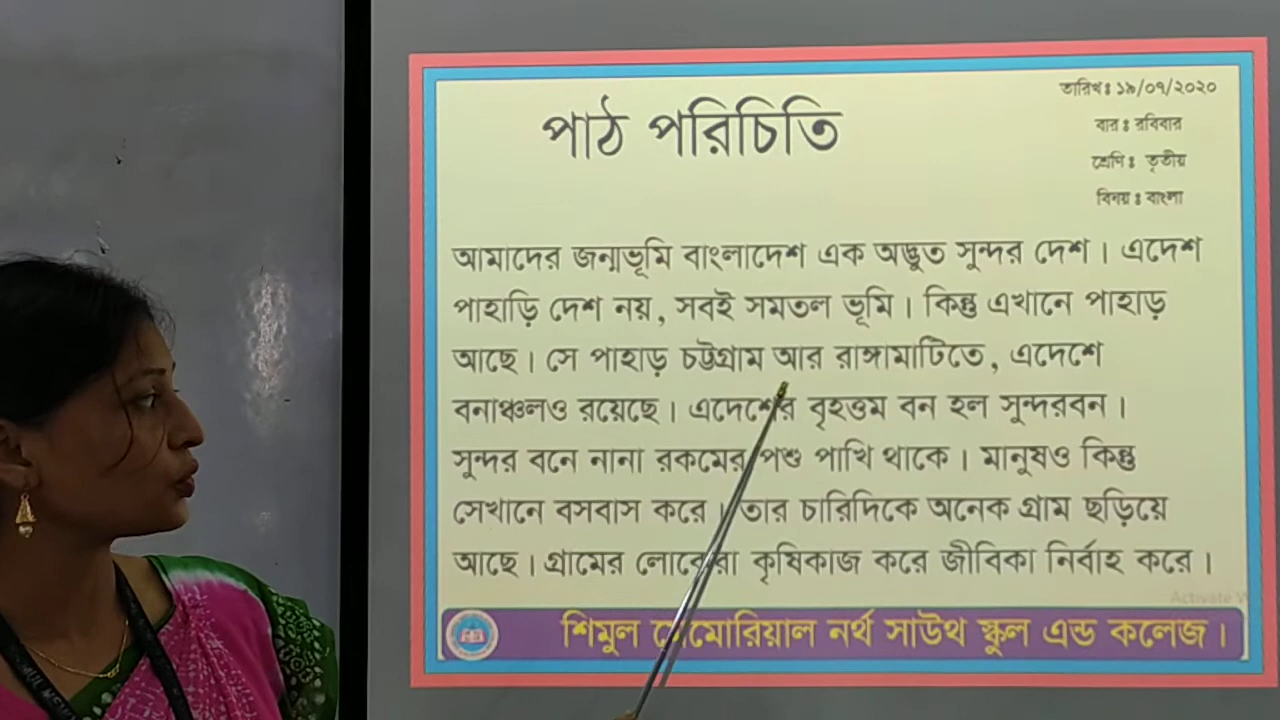 পাঠ পরিচিতি
তারিখঃ ১৯/০৭/২০২০
বারঃ রবিবার
শ্রেণিঃ তৃতীয়
বিষয়ঃ বাংলা
আমাদের জন্মভূমি বাংলাদেশ এক অদ্ভুত সুন্দর দেশ। এদেশ
পাহাড়ি দেশ নয়, সবই সমতল ভূমি। কিন্তু এখানে পাহাড়
আছে। সে পাহাড় চট্টগ্রাম আর রাঙ্গামাটিতে, এদেশে
বনাঞ্চলও রয়েছে। এদেশের বৃহত্তম বন হল সুন্দরবন।
সুন্দর বনে নানা রকমের পশু পাখি থাকে। মানুষও কিন্তু
সেখানে বসবাস করে। তার চারিদিকে অনেক গ্রাম ছড়িয়ে
আছে। গ্রামের লোকেরা কৃষিকাজ করে জীবিকা নির্বাহ করে।
Activate W
শিমুল মেমোরিয়াল নর্থ সাউথ স্কুল এন্ড কলেজ।